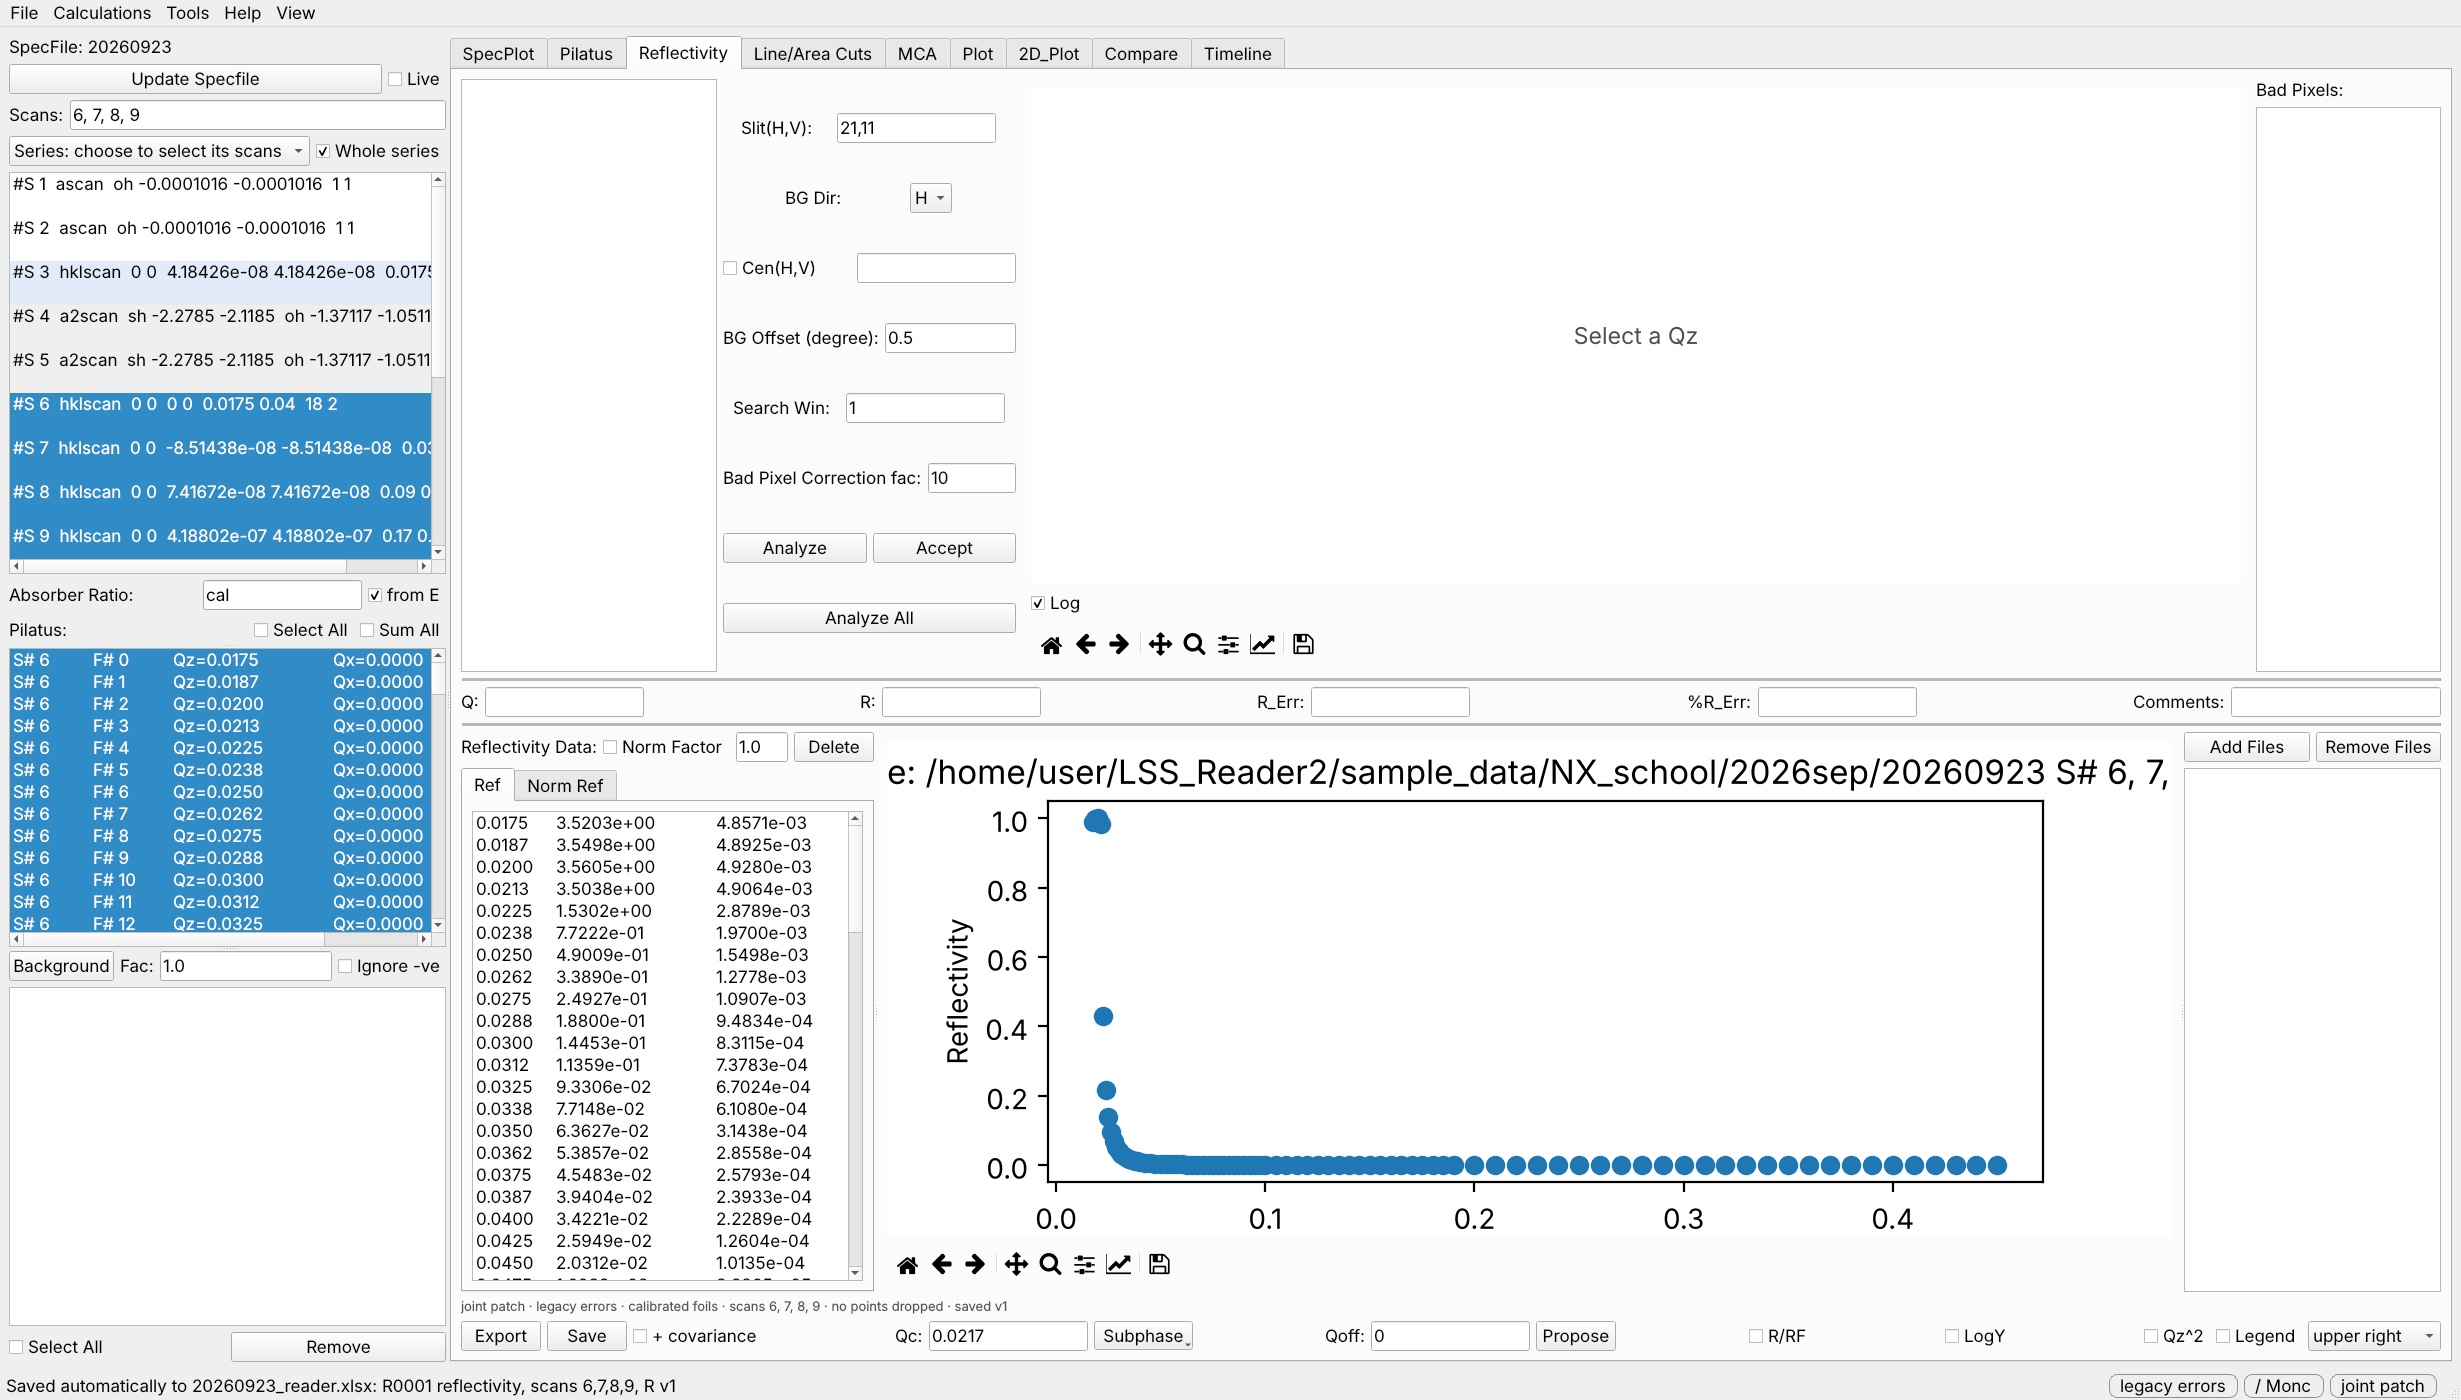 File Calculations Tools Help View
SpecFile: 20260923
Update Specfile Live
Scans: 6, 7, 8, 9
Series: choose to select its scans Whole series
#S 1 ascan oh -0.0001016 -0.0001016 1 1
#S 2 ascan oh -0.0001016 -0.0001016 1 1
#S 3 hklscan 0 0 4.18426e-08 4.18426e-08 0.0175
#S 4 a2scan sh -2.2785 -2.1185 oh -1.37117 -1.0511
#S 5 a2scan sh -2.2785 -2.1185 oh -1.37117 -1.0511
#S 6 hklscan 0 0 0 0 0.0175 0.04 18 2
#S 7 hklscan 0 0 -8.51438e-08 -8.51438e-08 0.03
#S 8 hklscan 0 0 7.41672e-08 7.41672e-08 0.09 0
#S 9 hklscan 0 0 4.18802e-07 4.18802e-07 0.17 0.
Absorber Ratio: cal from E
Pilatus: Select All Sum All
S# 6 F# 0 Qz=0.0175 Qx=0.0000
S# 6 F# 1 Qz=0.0187 Qx=0.0000
S# 6 F# 2 Qz=0.0200 Qx=0.0000
S# 6 F# 3 Qz=0.0213 Qx=0.0000
S# 6 F# 4 Qz=0.0225 Qx=0.0000
S# 6 F# 5 Qz=0.0238 Qx=0.0000
S# 6 F# 6 Qz=0.0250 Qx=0.0000
S# 6 F# 7 Qz=0.0262 Qx=0.0000
S# 6 F# 8 Qz=0.0275 Qx=0.0000
S# 6 F# 9 Qz=0.0288 Qx=0.0000
S# 6 F# 10 Qz=0.0300 Qx=0.0000
S# 6 F# 11 Qz=0.0312 Qx=0.0000
S# 6 F# 12 Qz=0.0325 Qx=0.0000
Background Fac: 1.0 Ignore -ve
Select All Remove
SpecPlot Pilatus Reflectivity Line/Area Cuts MCA Plot 2D_Plot Compare Timeline
Slit(H,V): 21,11
BG Dir: H
Cen(H,V)
BG Offset (degree): 0.5
Search Win: 1
Bad Pixel Correction fac: 10
Analyze Accept
Analyze All
Select a Qz
Log
Bad Pixels:
Q: R: R_Err: %R_Err: Comments:
Reflectivity Data: Norm Factor 1.0 Delete
Ref Norm Ref
0.0175 3.5203e+00 4.8571e-03
0.0187 3.5498e+00 4.8925e-03
0.0200 3.5605e+00 4.9280e-03
0.0213 3.5038e+00 4.9064e-03
0.0225 1.5302e+00 2.8789e-03
0.0238 7.7222e-01 1.9700e-03
0.0250 4.9009e-01 1.5498e-03
0.0262 3.3890e-01 1.2778e-03
0.0275 2.4927e-01 1.0907e-03
0.0288 1.8800e-01 9.4834e-04
0.0300 1.4453e-01 8.3115e-04
0.0312 1.1359e-01 7.3783e-04
0.0325 9.3306e-02 6.7024e-04
0.0338 7.7148e-02 6.1080e-04
0.0350 6.3627e-02 3.1438e-04
0.0362 5.3857e-02 2.8558e-04
0.0375 4.5483e-02 2.5793e-04
0.0387 3.9404e-02 2.3933e-04
0.0400 3.4221e-02 2.2289e-04
0.0425 2.5949e-02 1.2604e-04
0.0450 2.0312e-02 1.0135e-04
e: /home/user/LSS_Reader2/sample_data/NX_school/2026sep/20260923 S# 6, 7,
Reflectivity
1.0
0.8
0.6
0.4
0.2
0.0
0.0 0.1 0.2 0.3 0.4
Add Files Remove Files
joint patch · legacy errors · calibrated foils · scans 6, 7, 8, 9 · no points dropped · saved v1
Export Save + covariance Qc: 0.0217 Subphase Qoff: 0 Propose R/RF LogY Qz^2 Legend upper right
Saved automatically to 20260923_reader.xlsx: R0001 reflectivity, scans 6,7,8,9, R v1
legacy errors / Monc joint patch